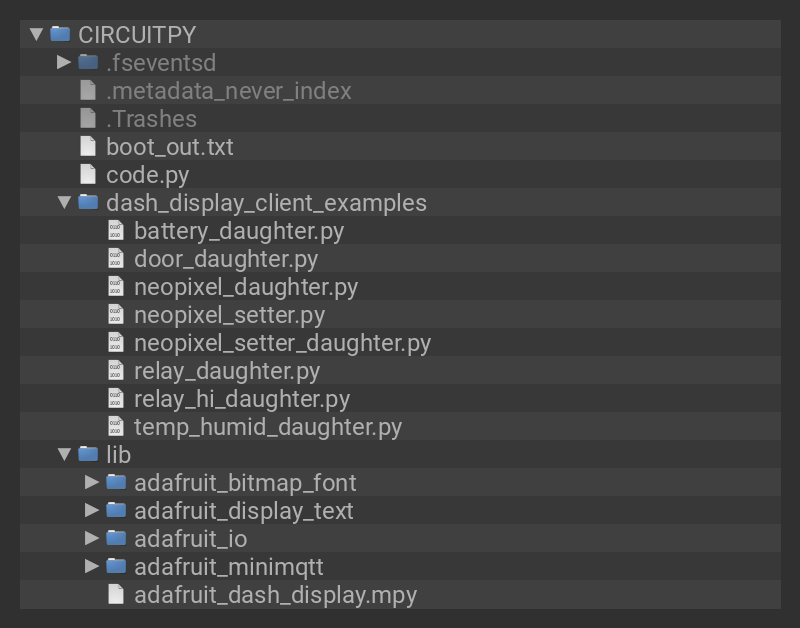 CIRCUITPY
.fseventsd
.metadata_never_index
.Trashes
boot_out.txt
code.py
dash_display_client_examples
battery_daughter.py
door_daughter.py
neopixel_daughter.py
neopixel_setter.py
neopixel_setter_daughter.py
relay_daughter.py
relay_hi_daughter.py
temp_humid_daughter.py
lib
adafruit_bitmap_font
adafruit_display_text
adafruit_io
adafruit_minimqtt
adafruit_dash_display.mpy